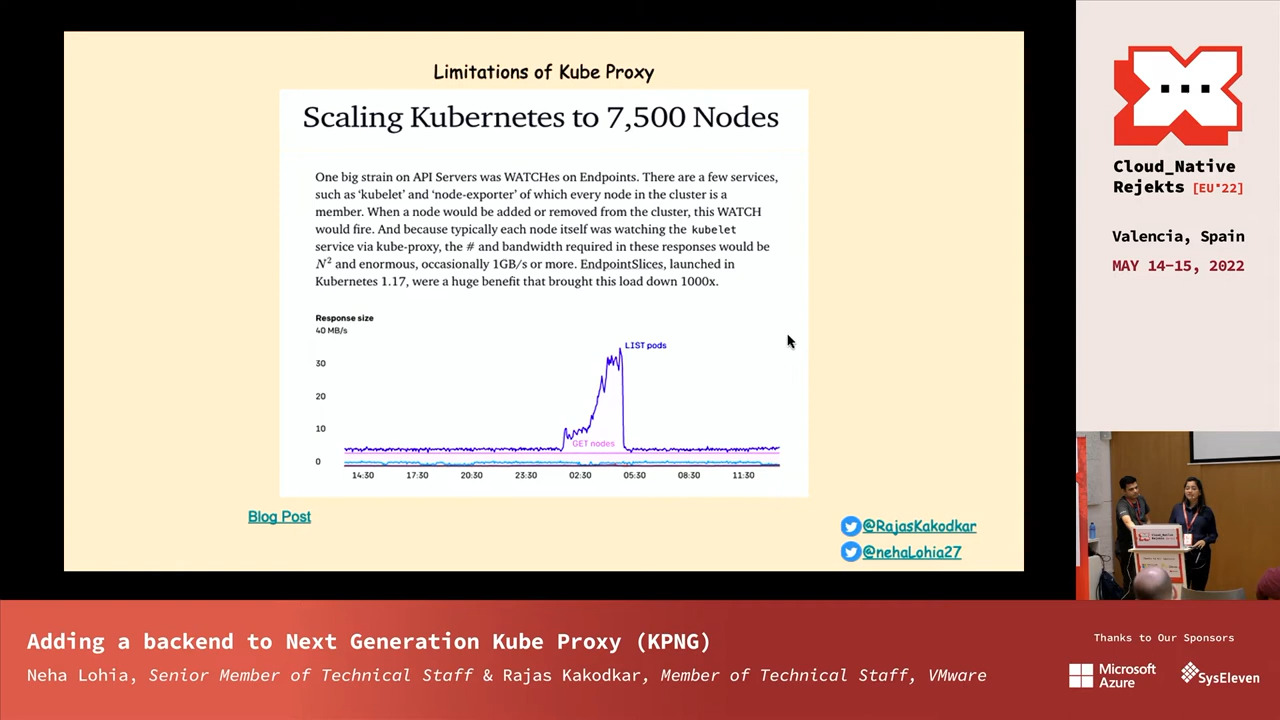 Limitations of Kube Proxy
Scaling Kubernetes to 7,500 Nodes
One big strain on API Servers was WATCHes on Endpoints. There are a few services,
such as ‘kubelet’ and ‘node-exporter’ of which every node in the cluster is a
member. When a node would be added or removed from the cluster, this WATCH
would fire. And because typically each node itself was watching the kubelet
service via kube-proxy, the # and bandwidth required in these responses would be
N² and enormous, occasionally 1GB/s or more. EndpointSlices, launched in
Kubernetes 1.17, were a huge benefit that brought this load down 1000x.
Response size
40 MB/s
30
20
10
0
LIST pods
GET nodes
14:30 17:30 20:30 23:30 02:30 05:30 08:30 11:30
Blog Post
@RajasKakodkar
@nehaLohia27
Cloud_Native
Rejekts [EU'22]
Valencia, Spain
MAY 14-15, 2022
Cloud_Native
Rejekts
Adding a backend to Next Generation Kube Proxy (KPNG)
Neha Lohia, Senior Member of Technical Staff & Rajas Kakodkar, Member of Technical Staff, VMware
Thanks to Our Sponsors
Microsoft
Azure
SysEleven